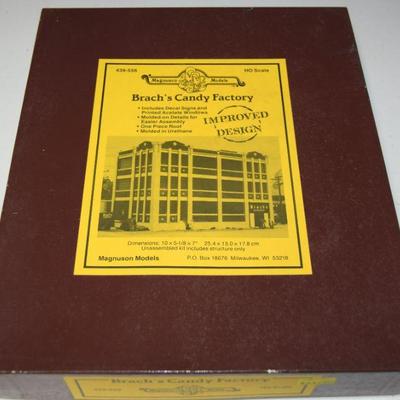 439-556
HO Scale
Magnuson Models
Brach's Candy Factory
• Includes Decal Signs and
Printed Acetate Windows
• Molded on Details for
Easier Assembly
• One Piece Roof
• Molded in Urethane
IMPROVED
DESIGN
Dimensions: 10 x 5-1/8 x 7" 25.4 x 13.0 x 17.8 cm
Unassembled kit includes structure only
Magnuson Models
P.O. Box 18676 Milwaukee, WI 53218
Brach's Candy Factory